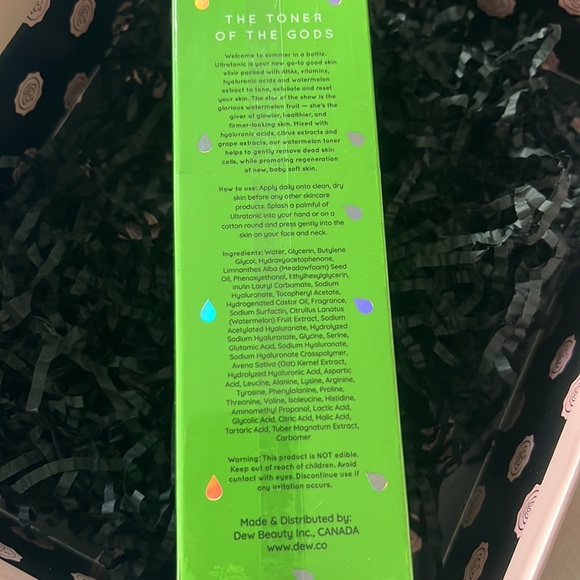 THE TONER
OF THE GODS
Welcome to summer in a bottle.
Ultratonic is your new go-to good skin
elixir packed with AHAs, vitamins,
hyaluronic acids and watermelon
extract to tone, exfoliate and reset
your skin. The star of the show is the
glorious watermelon fruit — she's the
giver of glowier, healthier, and
firmer-looking skin. Mixed with
hyaluronic acids, citrus extracts and
grape extracts, our watermelon toner
helps to gently remove dead skin
cells, while promoting regeneration
of new, baby soft skin.
How to use: Apply daily onto clean, dry
skin before any other skincare
products. Splash a palmful of
Ultratonic into your hand or on a
cotton round and press gently into the
skin on your face and neck.
Ingredients: Water, Glycerin, Butylene
Glycol, Hydroxyacetophenone,
Limnanthes Alba (Meadowfoam) Seed
Oil, Phenoxyethanol, Ethylhexylglycerin,
Inulin Lauryl Carbamate, Sodium
Hyaluronate, Tocopheryl Acetate,
Hydrogenated Castor Oil, Fragrance,
Sodium Surfactin, Citrullus Lanatus
(Watermelon) Fruit Extract, Sodium
Acetylated Hyaluronate, Hydrolyzed
Sodium Hyaluronate, Glycine, Serine,
Glutamic Acid, Sodium Hyaluronate,
Sodium Hyaluronate Crosspolymer,
Avena Sativa (Oat) Kernel Extract,
Hydrolyzed Hyaluronic Acid, Aspartic
Acid, Leucine, Alanine, Lysine, Arginine,
Tyrosine, Phenylalanine, Proline,
Threonine, Valine, Isoleucine, Histidine,
Aminomethyl Propanol, Lactic Acid,
Glycolic Acid, Citric Acid, Malic Acid,
Tartaric Acid, Tuber Magnatum Extract,
Carbomer
Warning: This product is NOT edible.
Keep out of reach of children. Avoid
contact with eyes. Discontinue use if
any irritation occurs.
Made & Distributed by:
Dew Beauty Inc., CANADA
www.dew.co